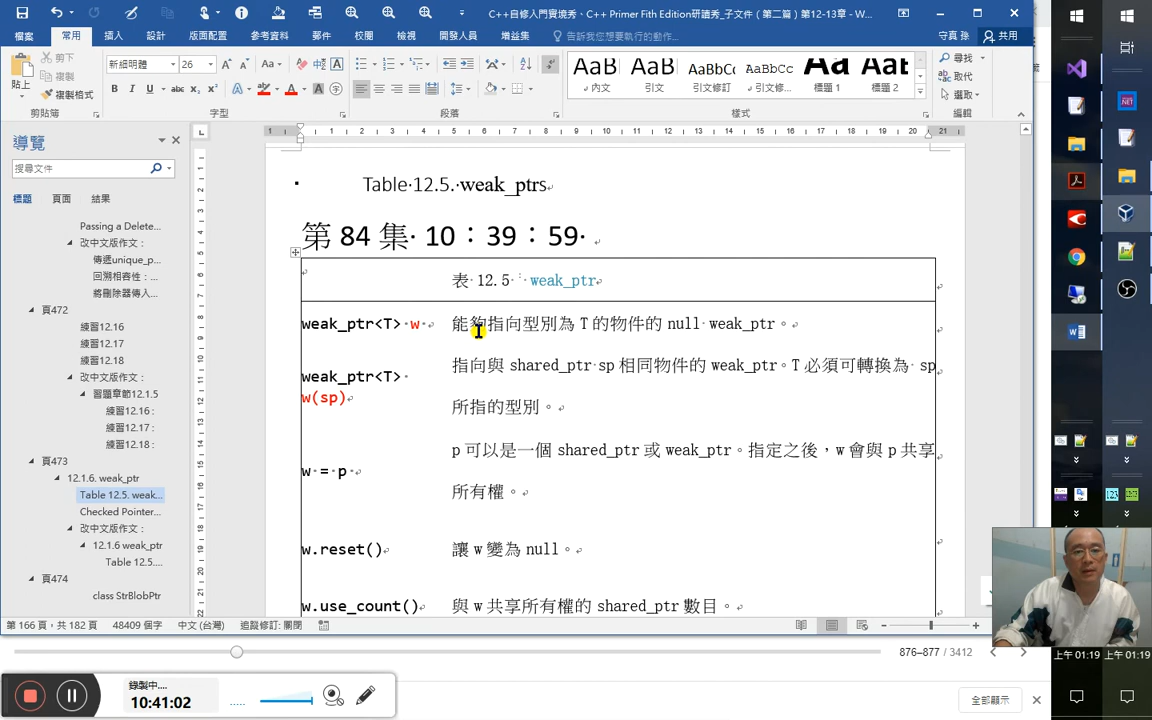 C++自修入門實境秀、C++ Primer Fith Edition研讀秀_子文件（第二篇）第12-13章 - W...
檔案 常用 插入 設計 版面配置 參考資料 郵件 校閱 檢視 開發人員 增益集 告訴我您想要執行的動作... 守真 孫 共用
貼上
剪下
複製
複製格式
新細明體 26
剪貼簿 字型 段落 樣式 編輯
AaB 內文
AaB 引文
AaBbC 引文修訂
AaBbCc 引文修...
Aaв 標題 1
AaB 標題 2
尋找
取代
選取
導覽
搜尋文件
標題 頁面 結果
Passing a Delete...
改中文版作文：
傳遞unique_p...
回溯相容性：...
將刪除器傳入...
頁472
練習12.16
練習12.17
練習12.18
改中文版作文：
習題章節12.1.5
練習12.16：
練習12.17：
練習12.18：
頁473
12.1.6. weak_ptr
Table 12.5. weak...
Checked Pointer...
改中文版作文：
12.1.6 weak_ptr
Table 12.5....
頁474
class StrBlobPtr
Table 12.5. weak_ptrs
第 84 集 10：39：59
表 12.5：weak_ptr
weak_ptr<T> w 能夠指向型別為 T 的物件的 null weak_ptr。
weak_ptr<T> w(sp) 指向與 shared_ptr sp 相同物件的 weak_ptr。T 必須可轉換為 sp
所指的型別。
w = p p 可以是一個 shared_ptr 或 weak_ptr。指定之後，w 會與 p 共享
所有權。
w.reset() 讓 w 變為 null。
w.use_count() 與 w 共享所有權的 shared_ptr 數目。
第 166 頁，共 182 頁 48409 個字 中文 (台灣) 追蹤修訂: 關閉
876–877 / 3412
上午 01:19 上午 01:19
錄製中...
10:41:02
全部顯示